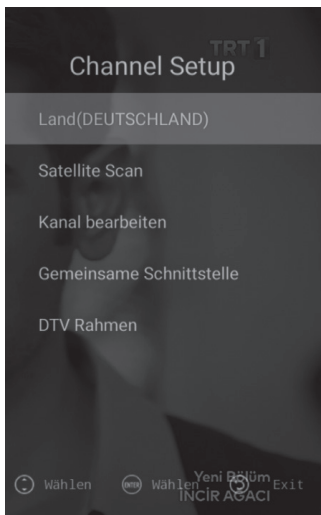 TRT 1
Channel Setup
Land(DEUTSCHLAND)
Satellite Scan
Kanal bearbeiten
Gemeinsame Schnittstelle
DTV Rahmen
Yeni Bölüm
Wählen ENTER Wählen Exit
İNCİR AĞACI